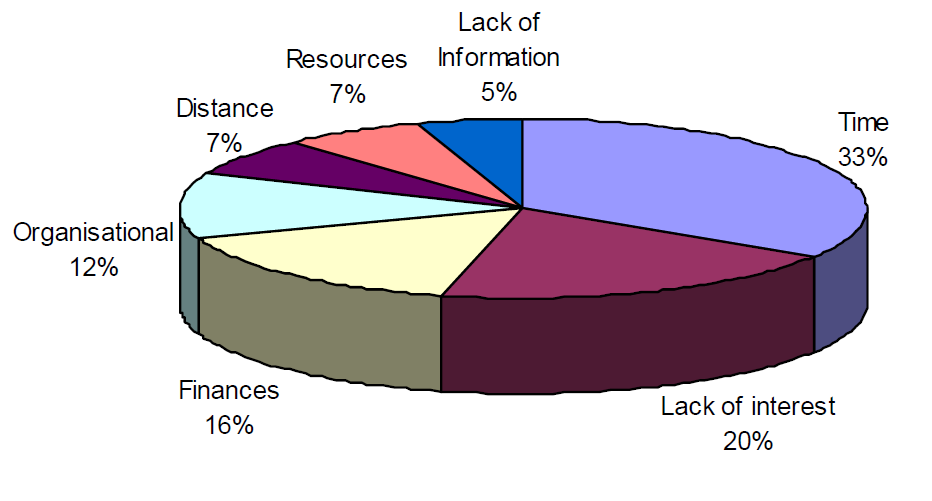 Lack of
Information
5%
Resources
7%
Distance
7%
Time
33%
Organisational
12%
Finances
16%
Lack of interest
20%